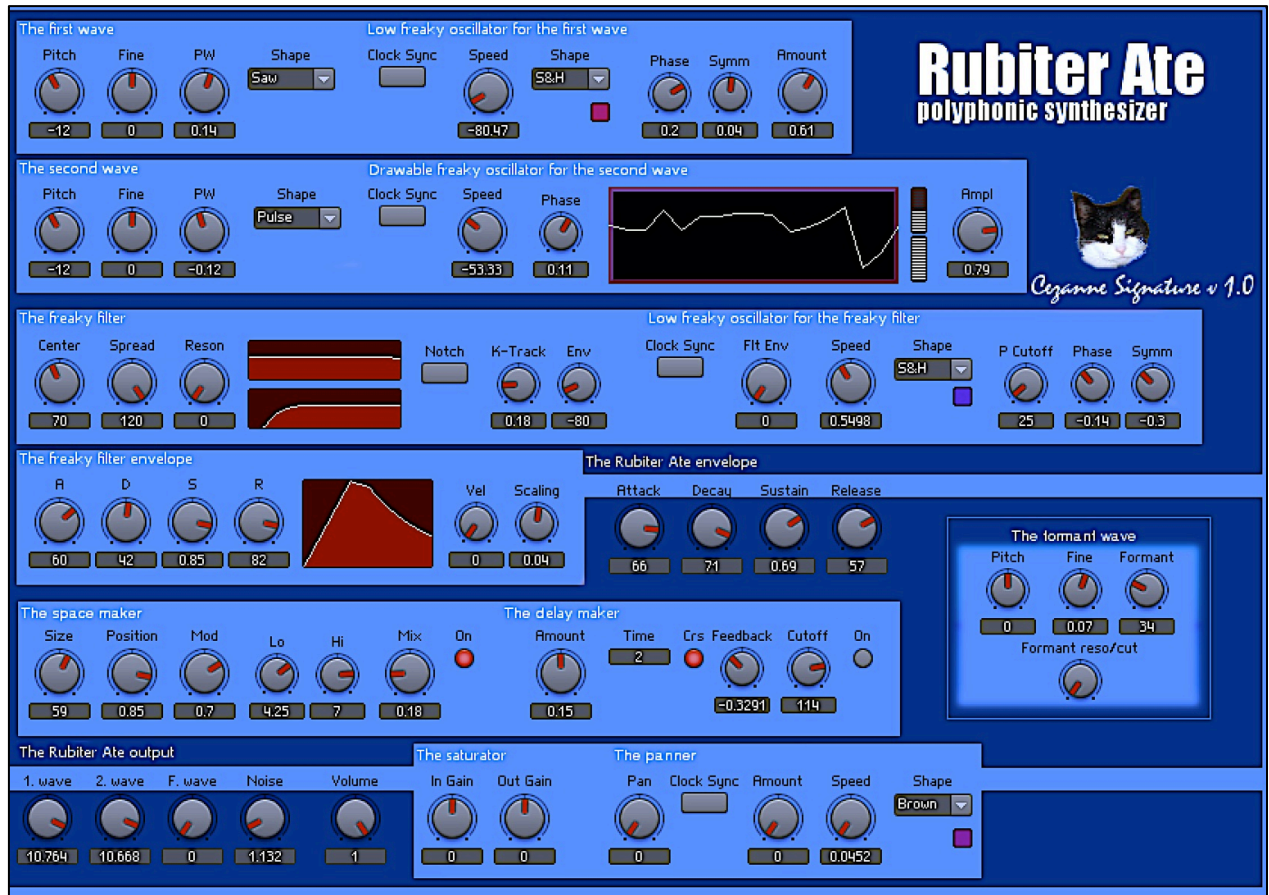 The first wave
Low freaky oscillator for the first wave
Pitch Fine PW Shape Clock Sync Speed Shape Phase Symm Amount
Saw S&H
-12 0 0.14 -80.47 0.2 0.04 0.61
Rubiter Ate
polyphonic synthesizer
The second wave
Drawable freaky oscillator for the second wave
Pitch Fine PW Shape Clock Sync Speed Phase Ampl
Pulse
-12 0 -0.12 -53.33 0.11 0.79
Cezanne Signature v 1.0
The freaky filter
Low freaky oscillator for the freaky filter
Center Spread Reson Notch K-Track Env Clock Sync Flt Env Speed Shape P Cutoff Phase Symm
S&H
70 120 0 0.18 -80 0 0.5498 25 -0.14 -0.3
The freaky filter envelope
A D S R Vel Scaling
60 42 0.85 82 0 0.04
The Rubiter Ate envelope
Attack Decay Sustain Release
66 71 0.69 57
The formant wave
Pitch Fine Formant
0 0.07 34
Formant reso/cut
The space maker
Size Position Mod Lo Hi Mix On
59 0.85 0.7 4.25 7 0.18
The delay maker
Amount Time Crs Feedback Cutoff On
2
0.15 -0.3291 114
The Rubiter Ate output
1. wave 2. wave F. wave Noise Volume
10.764 10.668 0 1.132 1
The saturator
In Gain Out Gain
0 0
The panner
Pan Clock Sync Amount Speed Shape
Brown
0 0 0.0452